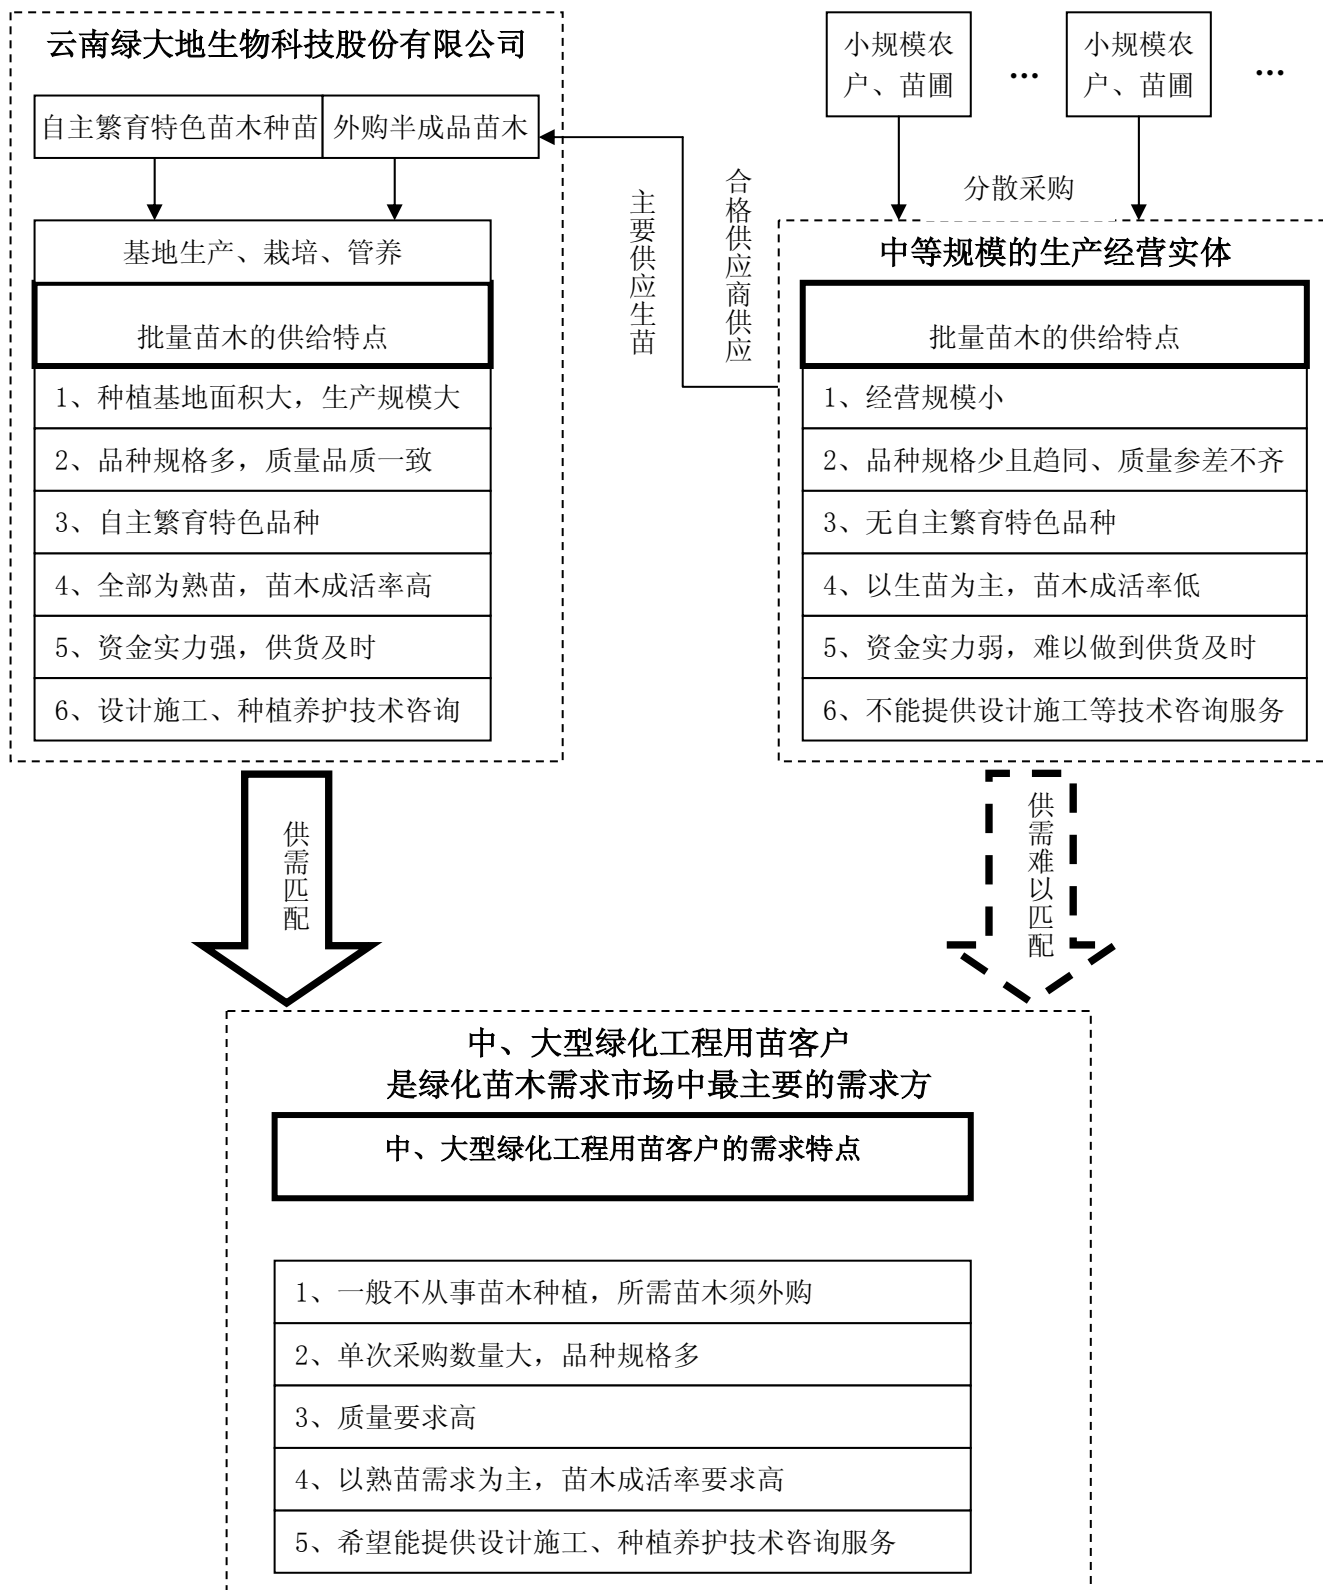 云南绿大地生物科技股份有限公司
自主繁育特色苗木种苗
外购半成品苗木
基地生产、栽培、管养
批量苗木的供给特点
1、种植基地面积大，生产规模大
2、品种规格多，质量品质一致
3、自主繁育特色品种
4、全部为熟苗，苗木成活率高
5、资金实力强，供货及时
6、设计施工、种植养护技术咨询
主要供应生苗
合格供应商供应
小规模农
户、苗圃
…
小规模农
户、苗圃
…
分散采购
中等规模的生产经营实体
批量苗木的供给特点
1、经营规模小
2、品种规格少且趋同、质量参差不齐
3、无自主繁育特色品种
4、以生苗为主，苗木成活率低
5、资金实力弱，难以做到供货及时
6、不能提供设计施工等技术咨询服务
供需匹配
供需难以匹配
中、大型绿化工程用苗客户
是绿化苗木需求市场中最主要的需求方
中、大型绿化工程用苗客户的需求特点
1、一般不从事苗木种植，所需苗木须外购
2、单次采购数量大，品种规格多
3、质量要求高
4、以熟苗需求为主，苗木成活率要求高
5、希望能提供设计施工、种植养护技术咨询服务